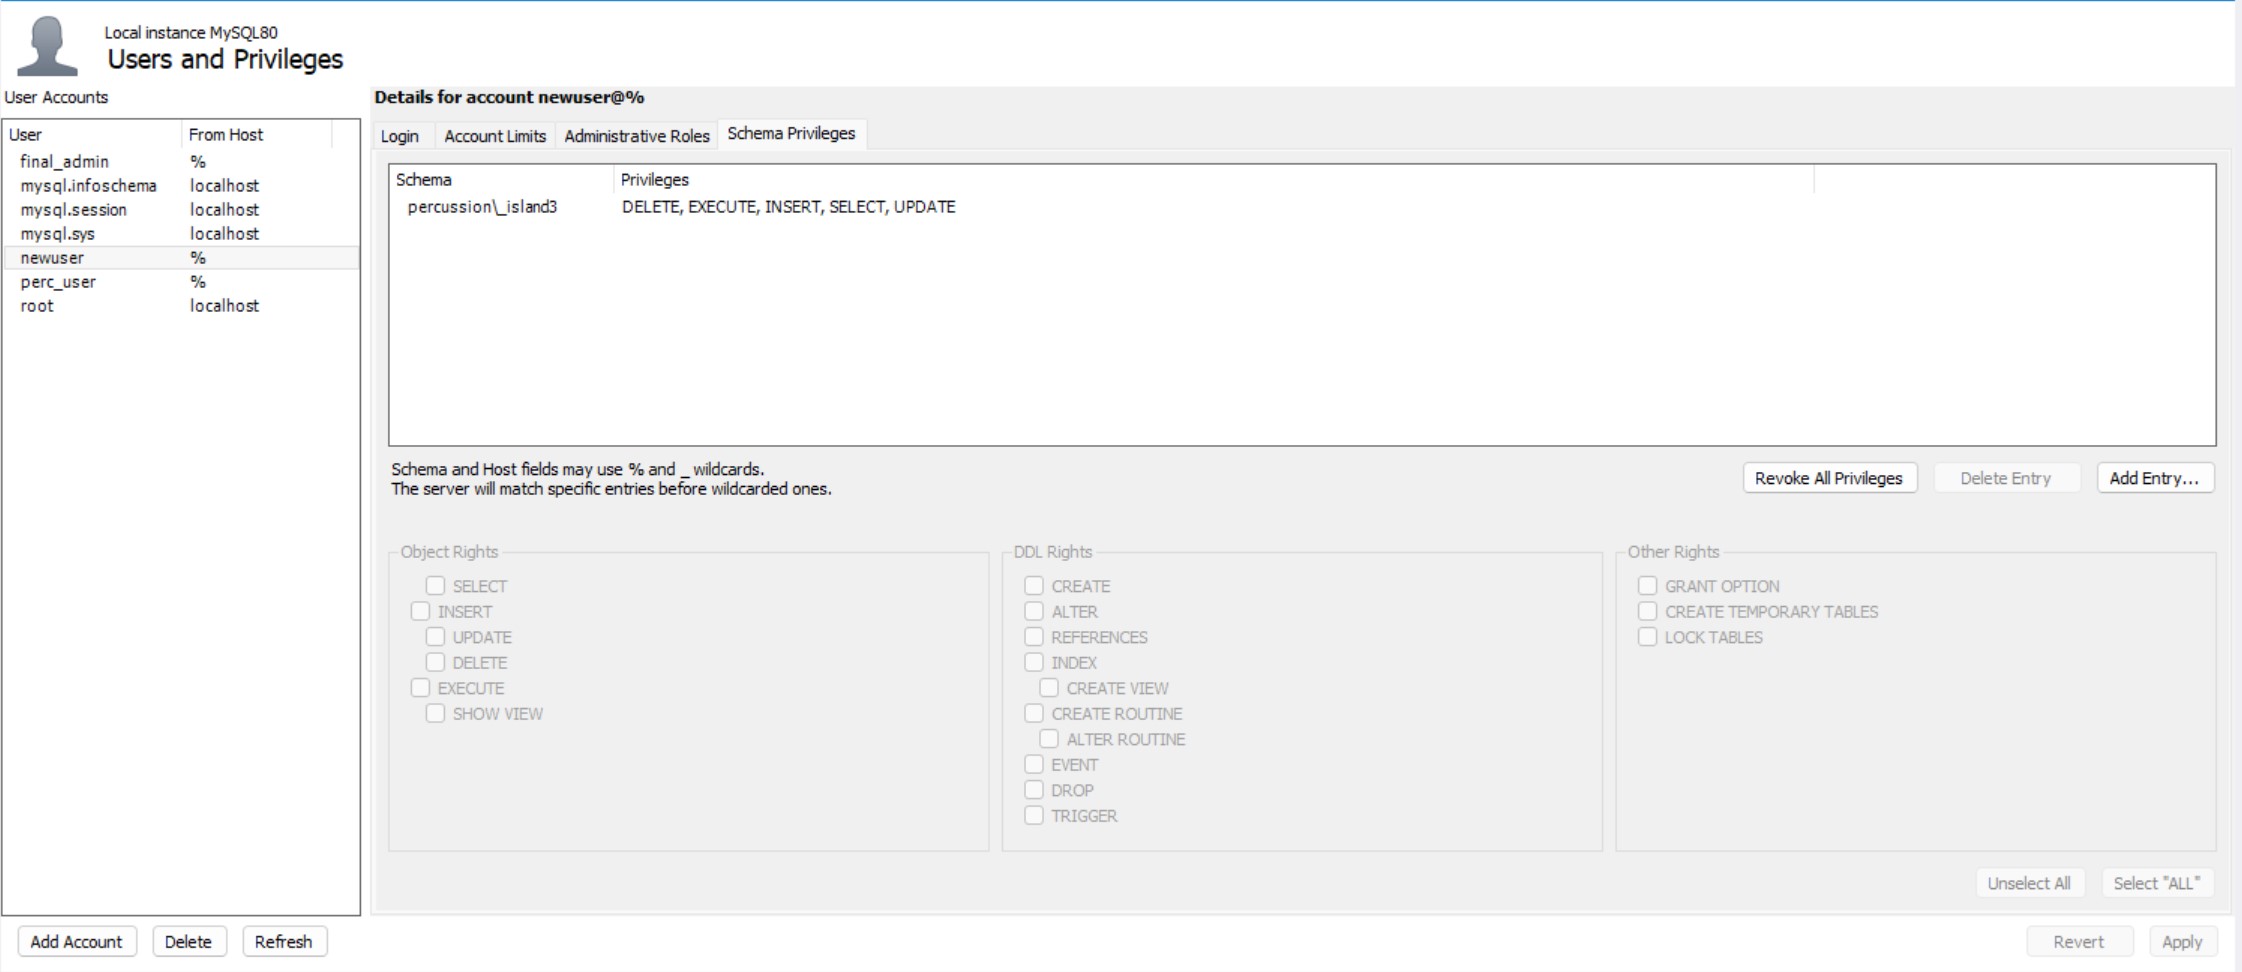 Local instance MySQL80
Users and Privileges
User Accounts
User From Host
final_admin %
mysql.infoschema localhost
mysql.session localhost
mysql.sys localhost
newuser %
perc_user %
root localhost
Add Account Delete Refresh
Details for account newuser@%
Login Account Limits Administrative Roles Schema Privileges
Schema Privileges
percussion\_island3 DELETE, EXECUTE, INSERT, SELECT, UPDATE
Schema and Host fields may use % and _ wildcards.
The server will match specific entries before wildcarded ones.
Revoke All Privileges Delete Entry Add Entry...
Object Rights
SELECT
INSERT
UPDATE
DELETE
EXECUTE
SHOW VIEW
DDL Rights
CREATE
ALTER
REFERENCES
INDEX
CREATE VIEW
CREATE ROUTINE
ALTER ROUTINE
EVENT
DROP
TRIGGER
Other Rights
GRANT OPTION
CREATE TEMPORARY TABLES
LOCK TABLES
Unselect All Select "ALL"
Revert Apply